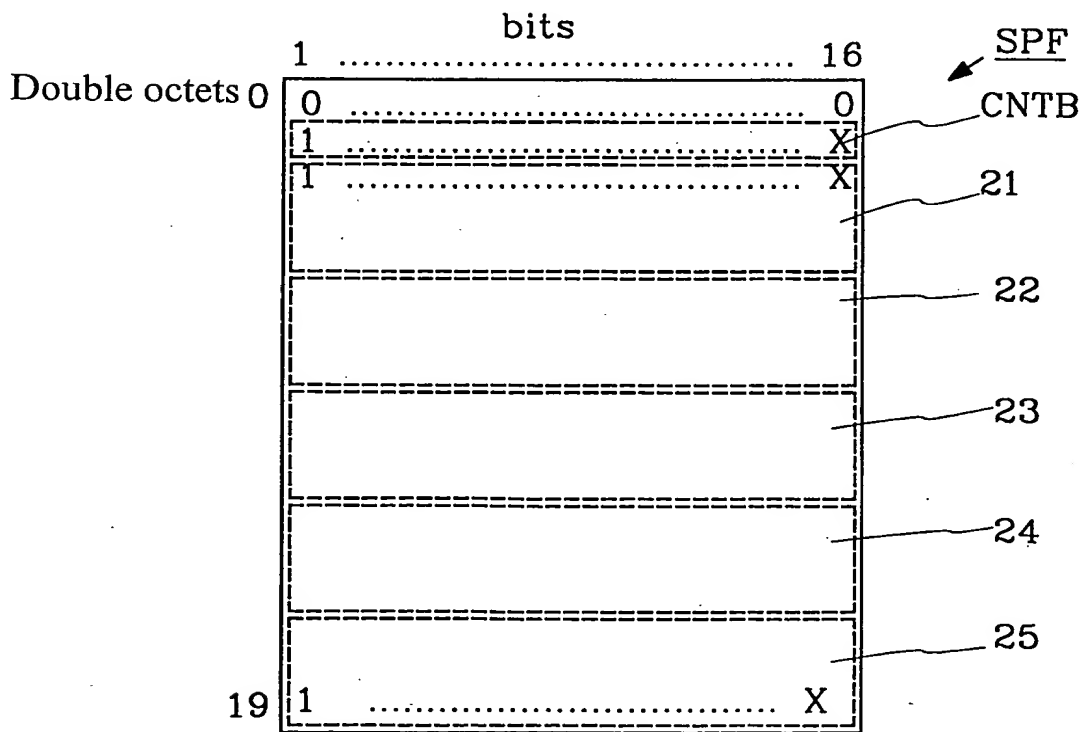 bits
1 ........................................ 16 SPF
Double octets 0 0 ........................................ 0 CNTB
1 ........................................ X
1 ........................................ X 21
22
23
24
25
19 1 ........................................ X